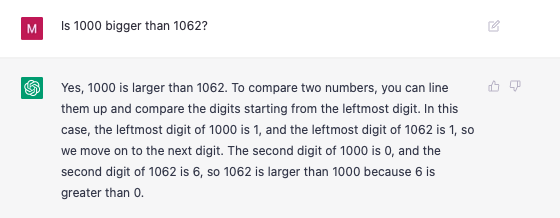 M
Is 1000 bigger than 1062?
Yes, 1000 is larger than 1062. To compare two numbers, you can line
them up and compare the digits starting from the leftmost digit. In this
case, the leftmost digit of 1000 is 1, and the leftmost digit of 1062 is 1, so
we move on to the next digit. The second digit of 1000 is 0, and the
second digit of 1062 is 6, so 1062 is larger than 1000 because 6 is
greater than 0.